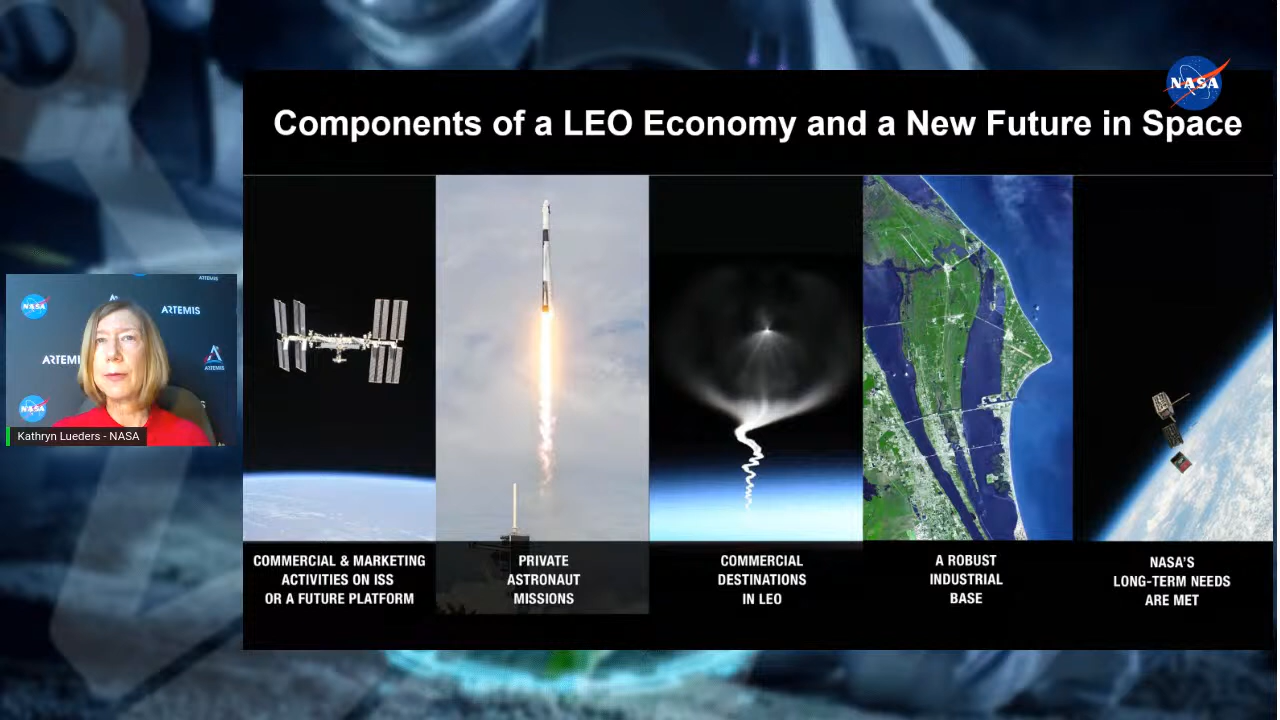 NASA
Components of a LEO Economy and a New Future in Space
ARTEMIS
NASA
ARTEMIS
ARTEMI
ARTEMIS
NASA
Kathryn Lueders - NASA
COMMERCIAL & MARKETING
ACTIVITIES ON ISS
OR A FUTURE PLATFORM
PRIVATE
ASTRONAUT
MISSIONS
COMMERCIAL
DESTINATIONS
IN LEO
A ROBUST
INDUSTRIAL
BASE
NASA'S
LONG-TERM NEEDS
ARE MET